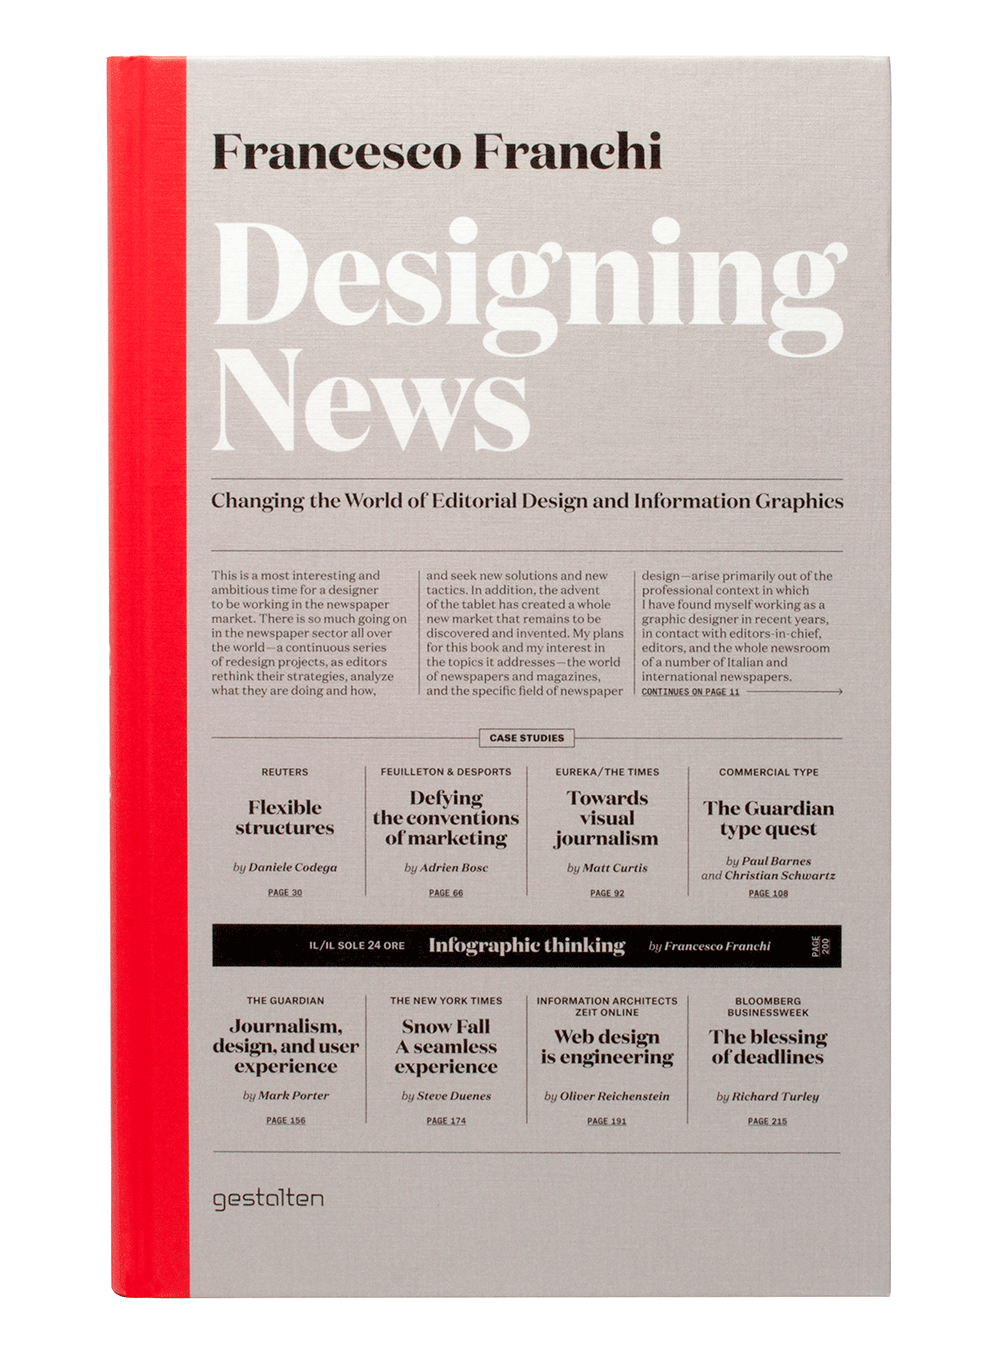 Francesco Franchi
Designing
News
Changing the World of Editorial Design and Information Graphics
This is a most interesting and
ambitious time for a designer
to be working in the newspaper
market. There is so much going on
in the newspaper sector all over
the world—a continuous series
of redesign projects, as editors
rethink their strategies, analyze
what they are doing and how,
and seek new solutions and new
tactics. In addition, the advent
of the tablet has created a whole
new market that remains to be
discovered and invented. My plans
for this book and my interest in
the topics it addresses—the world
of newspapers and magazines,
and the specific field of newspaper
design—arise primarily out of the
professional context in which
I have found myself working as a
graphic designer in recent years,
in contact with editors-in-chief,
editors, and the whole newsroom
of a number of Italian and
international newspapers.
CONTINUES ON PAGE 11
CASE STUDIES
REUTERS
Flexible
structures
by Daniele Codega
PAGE 30
FEUILLETON & DESPORTS
Defying
the conventions
of marketing
by Adrien Bosc
PAGE 66
EUREKA/THE TIMES
Towards
visual
journalism
by Matt Curtis
PAGE 92
COMMERCIAL TYPE
The Guardian
type quest
by Paul Barnes
and Christian Schwartz
PAGE 108
IL/IL SOLE 24 ORE Infographic thinking by Francesco Franchi
PAGE
200
THE GUARDIAN
Journalism,
design, and user
experience
by Mark Porter
PAGE 156
THE NEW YORK TIMES
Snow Fall
A seamless
experience
by Steve Duenes
PAGE 174
INFORMATION ARCHITECTS
ZEIT ONLINE
Web design
is engineering
by Oliver Reichenstein
PAGE 191
BLOOMBERG
BUSINESSWEEK
The blessing
of deadlines
by Richard Turley
PAGE 215
gestalten